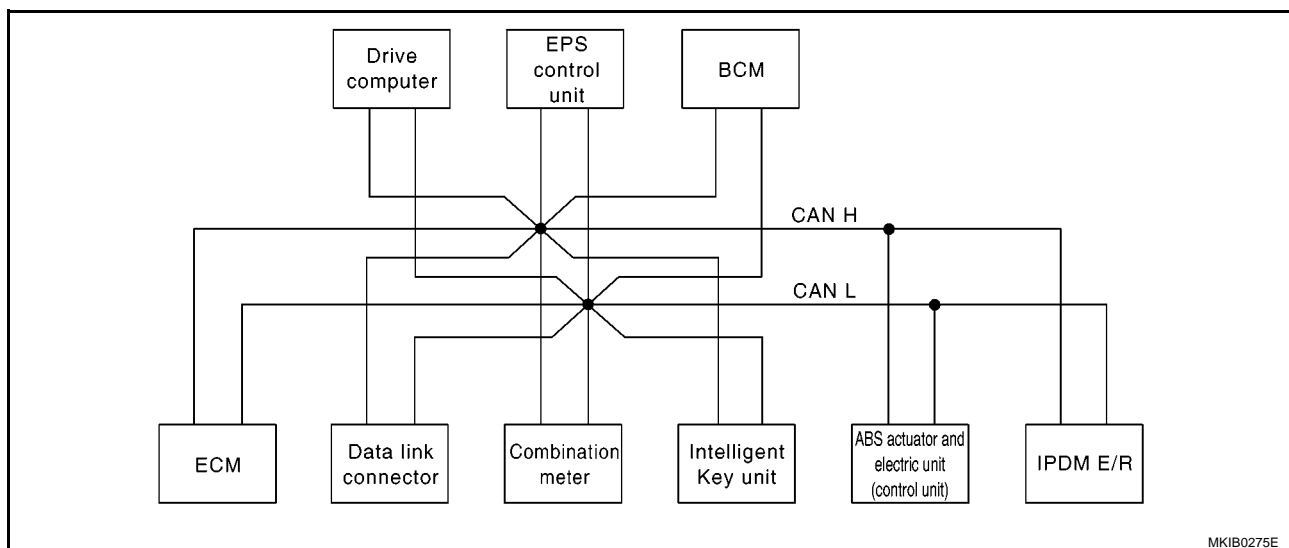 Drive
computer
EPS
control
unit
BCM
CAN H
CAN L
ECM
Data link
connector
Combination
meter
Intelligent
Key unit
ABS actuator and
electric unit
(control unit)
IPDM E/R
MKIB0275E